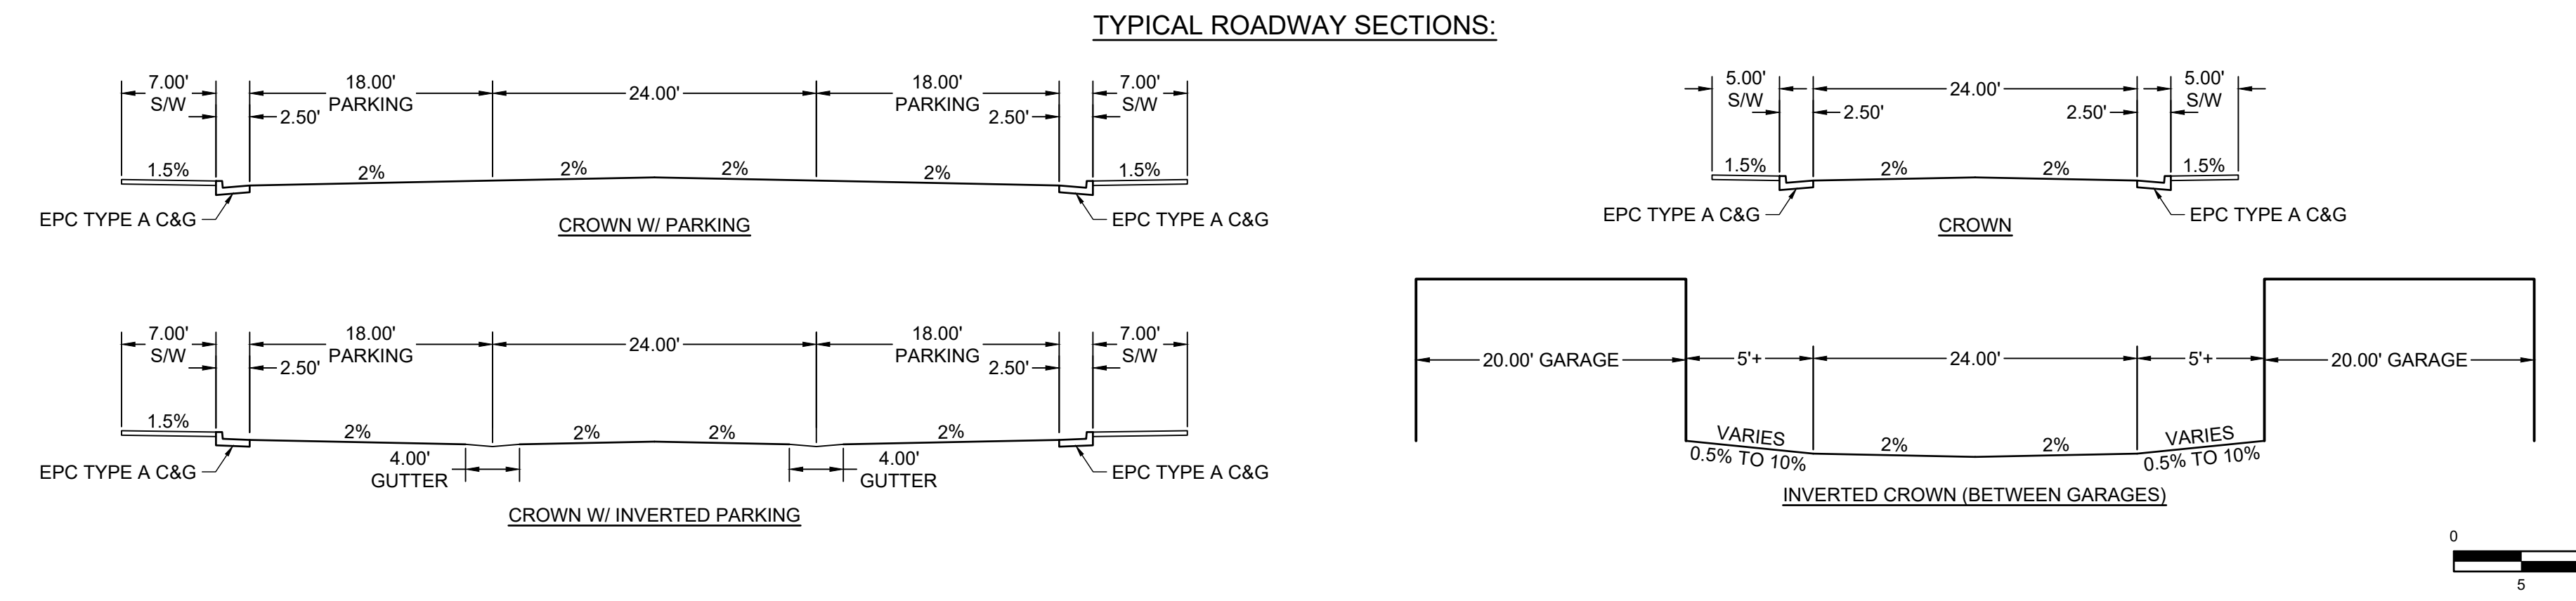 TYPICAL ROADWAY SECTIONS:
7.00' 18.00' 24.00' 18.00' 7.00'
S/W PARKING PARKING S/W
2.50' 2.50'
1.5% 2% 2% 2% 2% 1.5%
EPC TYPE A C&G EPC TYPE A C&G
CROWN W/ PARKING
5.00' 24.00' 5.00'
S/W S/W
2.50' 2.50'
1.5% 2% 2% 1.5%
EPC TYPE A C&G EPC TYPE A C&G
CROWN
7.00' 18.00' 24.00' 18.00' 7.00'
S/W PARKING PARKING S/W
2.50' 2.50'
1.5% 2% 2% 2% 2%
4.00' 4.00'
EPC TYPE A C&G GUTTER GUTTER EPC TYPE A C&G
CROWN W/ INVERTED PARKING
20.00' GARAGE 5'+ 24.00' 5'+ 20.00' GARAGE
VARIES 2% 2% VARIES
0.5% TO 10% 0.5% TO 10%
INVERTED CROWN (BETWEEN GARAGES)
0
5